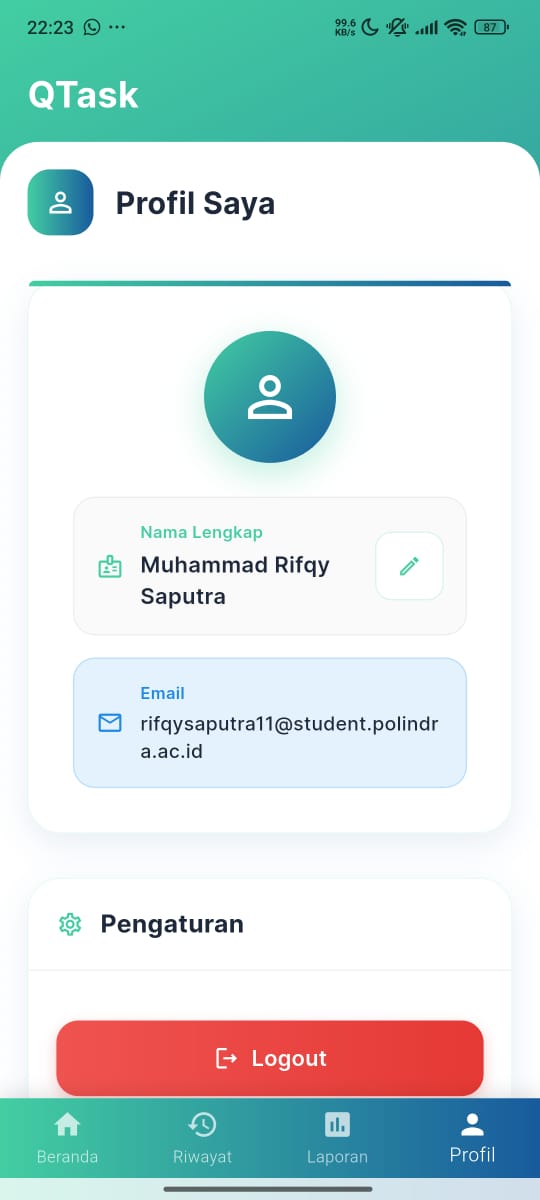 22:23
99.6
KB/s
87
QTask
Profil Saya
Nama Lengkap
Muhammad Rifqy
Saputra
Email
rifqysaputra11@student.polindr
a.ac.id
Pengaturan
Logout
Beranda
Riwayat
Laporan
Profil